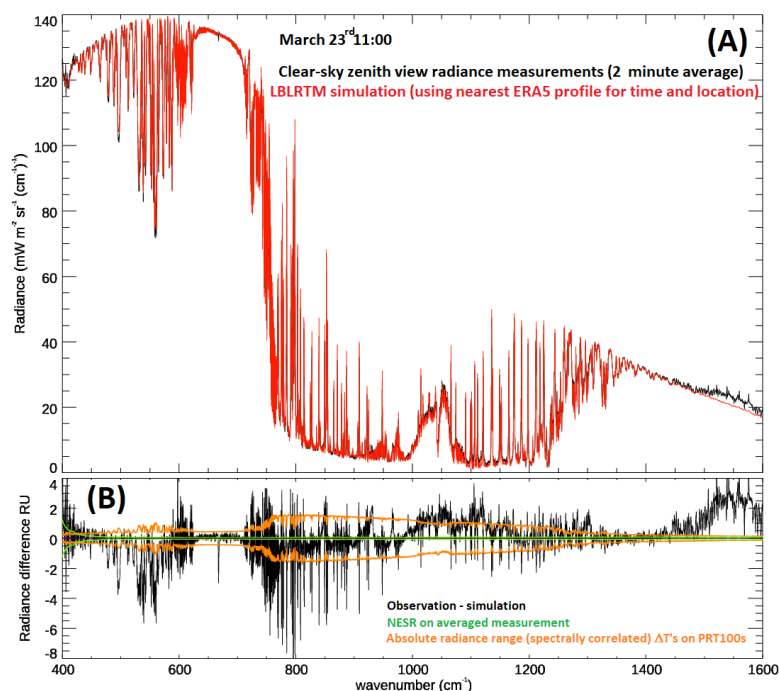 March 23rd 11:00
(A)
Clear-sky zenith view radiance measurements (2 minute average)
LBLRTM simulation (using nearest ERA5 profile for time and location)
Radiance (mW m-2 sr-1 (cm-1)-1)
140
120
100
80
60
40
20
0
(B)
Radiance difference RU
4
2
0
-2
-4
-6
-8
Observation - simulation
NESR on averaged measurement
Absolute radiance range (spectrally correlated) ΔT's on PRT100s
400 600 800 1000 1200 1400 1600
wavenumber (cm-1)